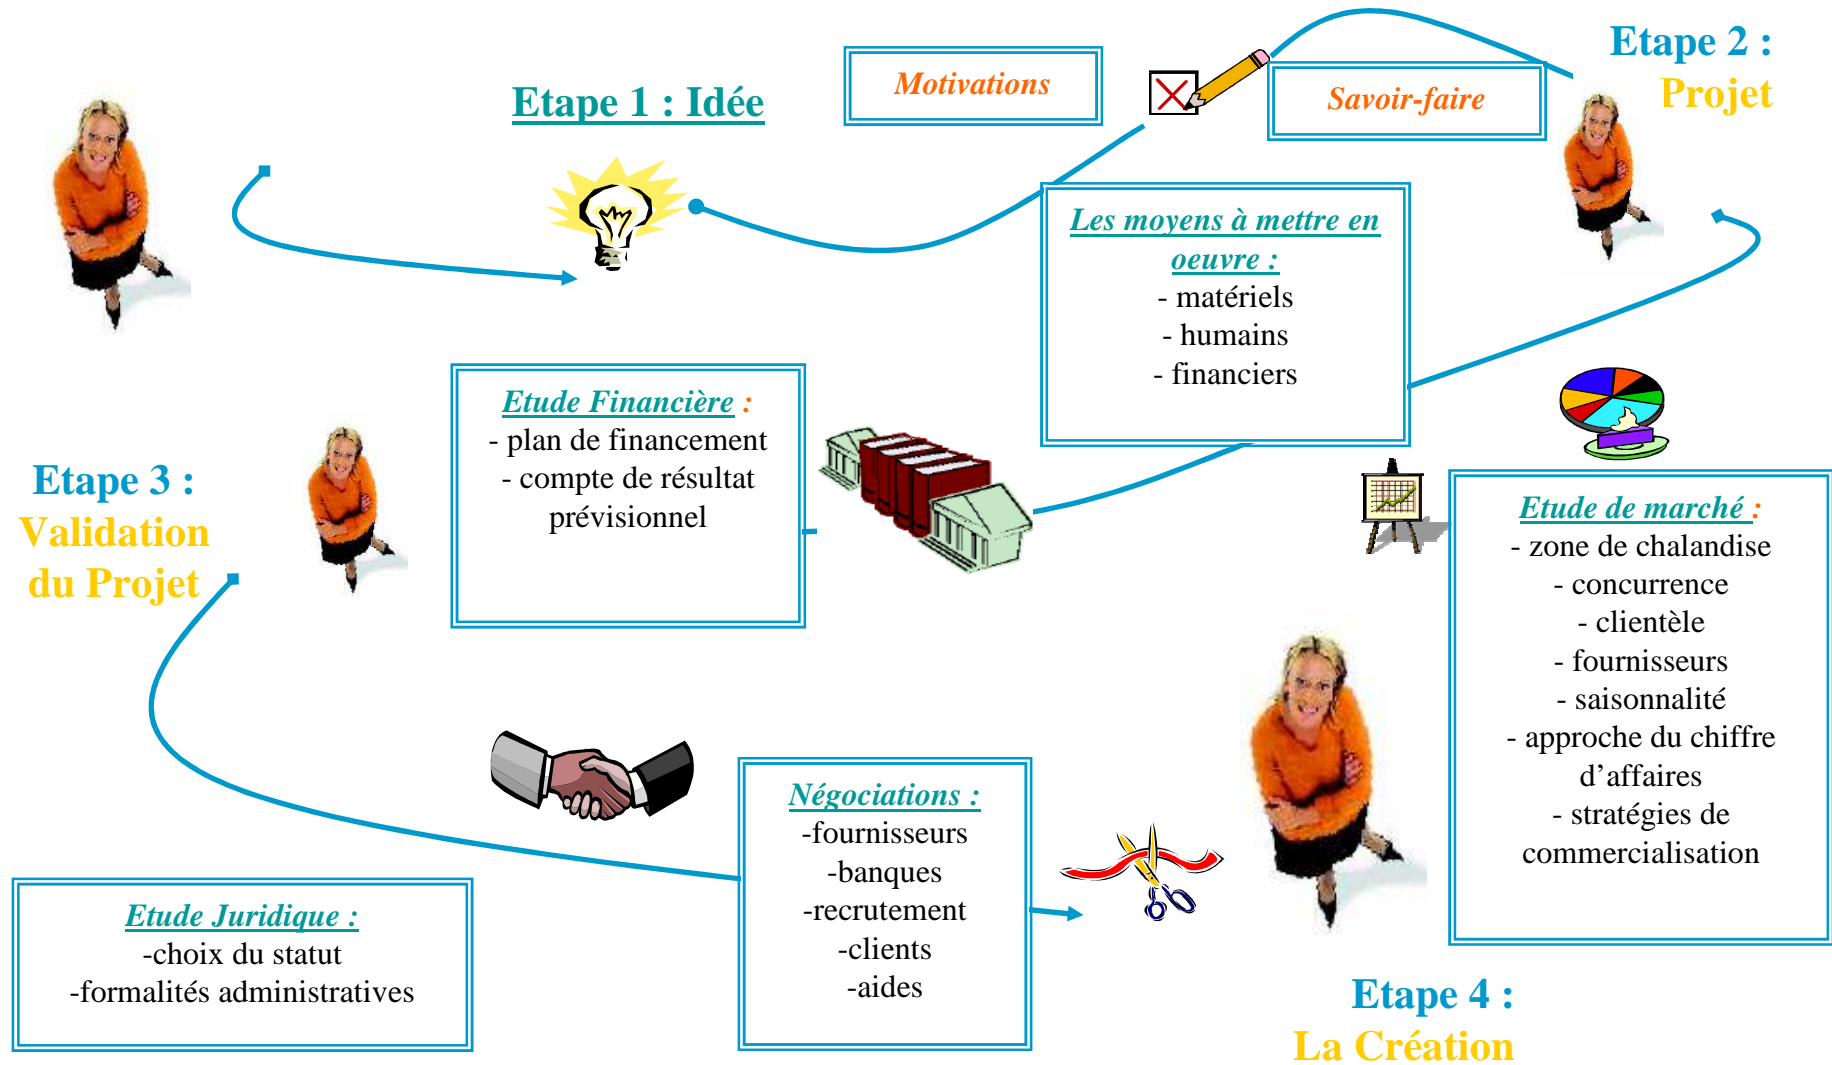 Etape 1 : Idée
Motivations
Savoir-faire
Etape 2 :
Projet
Les moyens à mettre en
oeuvre :
- matériels
- humains
- financiers
Etude de marché :
- zone de chalandise
- concurrence
- clientèle
- fournisseurs
- saisonnalité
- approche du chiffre
d’affaires
- stratégies de
commercialisation
Etude Financière :
- plan de financement
- compte de résultat
prévisionnel
Etape 3 :
Validation
du Projet
Etude Juridique :
-choix du statut
-formalités administratives
Négociations :
-fournisseurs
-banques
-recrutement
-clients
-aides
Etape 4 :
La Création